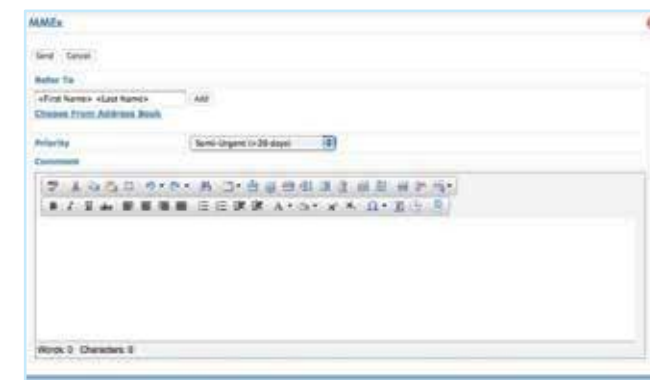 MMEx
Send Cancel
Refer To
<First Name> <Last Name> Add
Choose From Address Book
Priority Semi-Urgent (<28 days)
Comment
Words: 0 Characters: 0